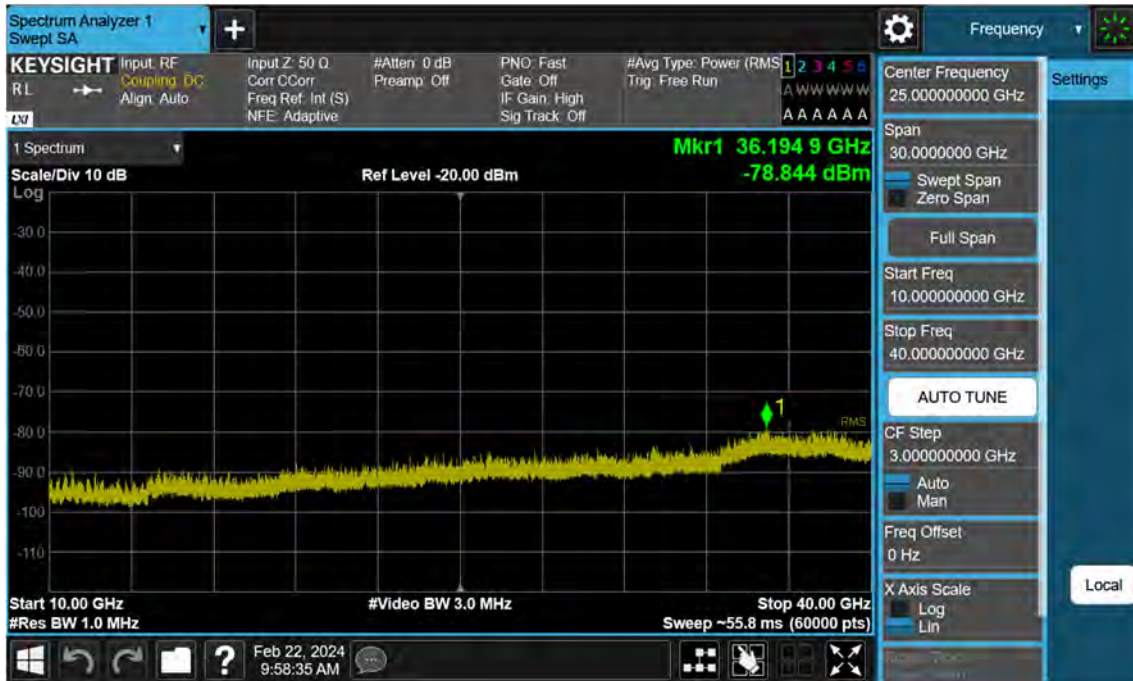 Spectrum Analyzer 1
Swept SA
Frequency
KEYSIGHT
RL
LXI
Input: RF
Coupling: DC
Align: Auto
Input Z: 50 Ω
Corr CCorr
Freq Ref: Int (S)
NFE: Adaptive
#Atten: 0 dB
Preamp: Off
PNO: Fast
Gate: Off
IF Gain: High
Sig Track: Off
#Avg Type: Power (RMS
Trig: Free Run
1 2 3 4 5 6
A W W W W W
A A A A A A
1 Spectrum
Scale/Div 10 dB
Ref Level -20.00 dBm
Mkr1 36.194 9 GHz
-78.844 dBm
Log
-30.0
-40.0
-50.0
-60.0
-70.0
-80.0
-90.0
-100
-110
1
RMS
Start 10.00 GHz
#Res BW 1.0 MHz
#Video BW 3.0 MHz
Stop 40.00 GHz
Sweep ~55.8 ms (60000 pts)
Feb 22, 2024
9:58:35 AM
Center Frequency
25.000000000 GHz
Span
30.0000000 GHz
Swept Span
Zero Span
Full Span
Start Freq
10.000000000 GHz
Stop Freq
40.000000000 GHz
AUTO TUNE
CF Step
3.000000000 GHz
Auto
Man
Freq Offset
0 Hz
X Axis Scale
Log
Lin
Settings
Local